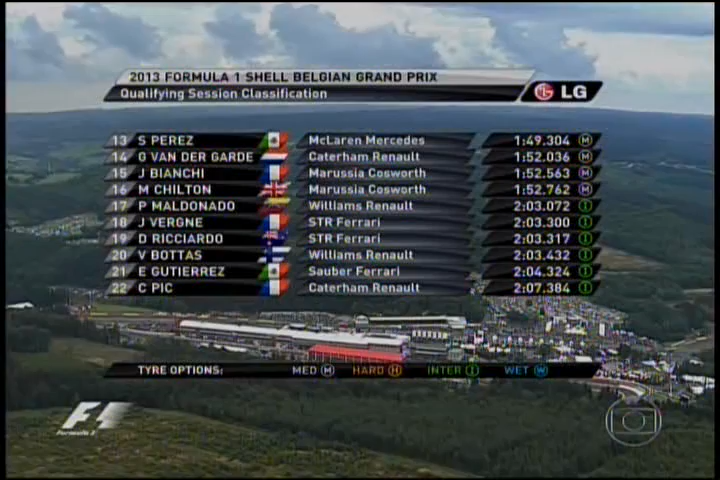 2013 FORMULA 1 SHELL BELGIAN GRAND PRIX
Qualifying Session Classification
LG
13 S PEREZ McLaren Mercedes 1:49.304 M
14 G VAN DER GARDE Caterham Renault 1:52.036 M
15 J BIANCHI Marussia Cosworth 1:52.563 M
16 M CHILTON Marussia Cosworth 1:52.762 M
17 P MALDONADO Williams Renault 2:03.072 I
18 J VERGNE STR Ferrari 2:03.300 I
19 D RICCIARDO STR Ferrari 2:03.317 I
20 V BOTTAS Williams Renault 2:03.432 I
21 E GUTIERREZ Sauber Ferrari 2:04.324 I
22 C PIC Caterham Renault 2:07.384 I
TYRE OPTIONS: MED M HARD H INTER I WET W
F1
Formula 1